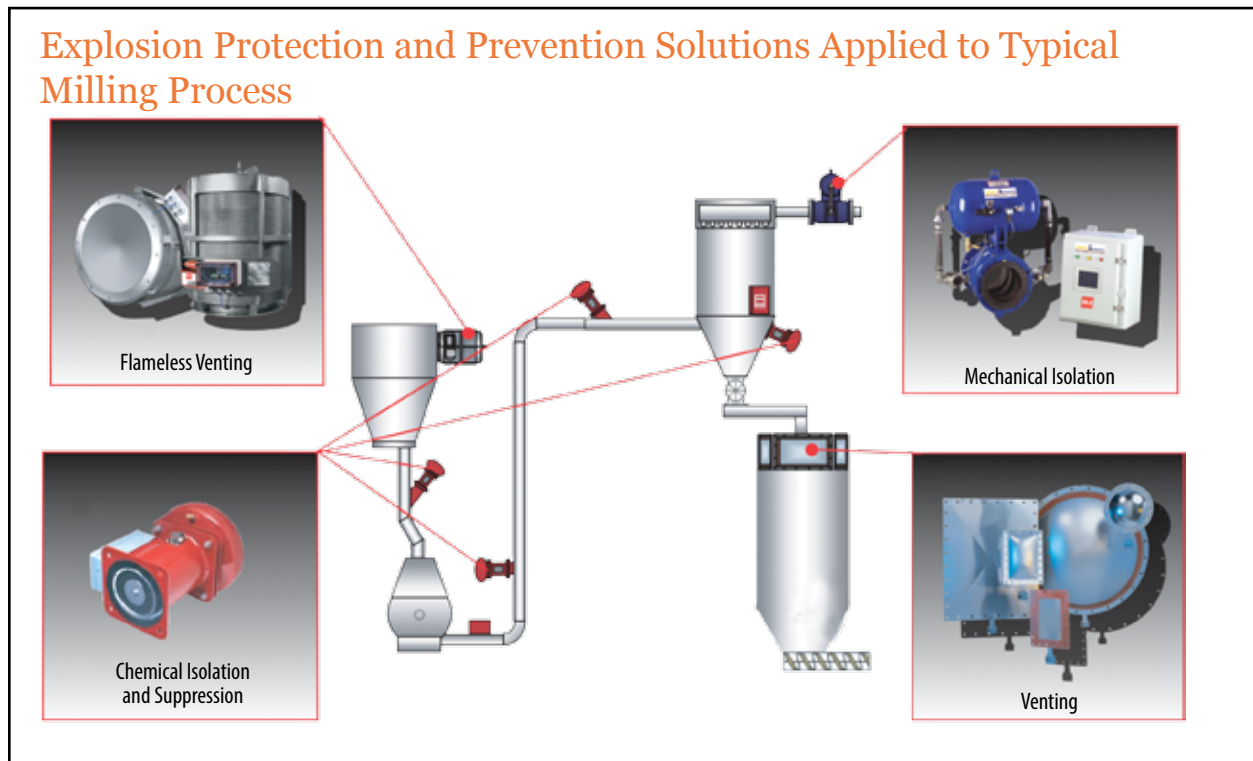 Explosion Protection and Prevention Solutions Applied to Typical
Milling Process
Flameless Venting
Mechanical Isolation
Chemical Isolation
and Suppression
Venting